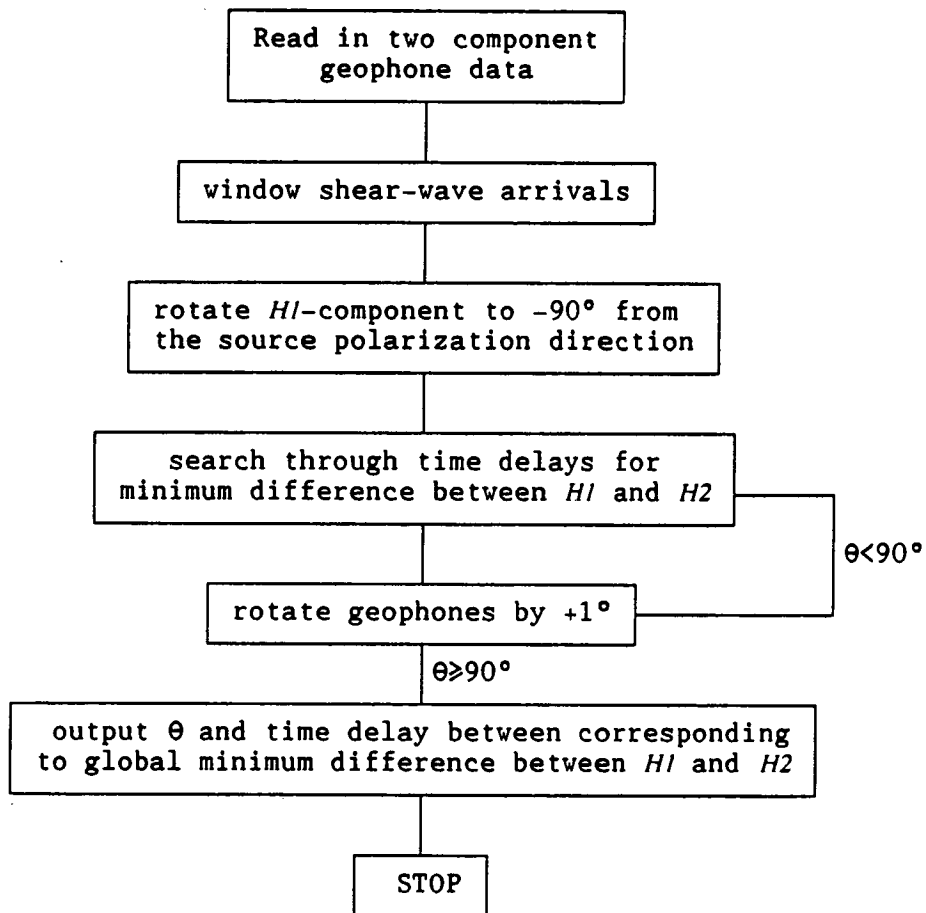 Read in two component
geophone data
window shear-wave arrivals
rotate H1-component to -90° from
the source polarization direction
search through time delays for
minimum difference between H1 and H2
θ<90°
rotate geophones by +1°
θ⩾90°
output θ and time delay between corresponding
to global minimum difference between H1 and H2
STOP